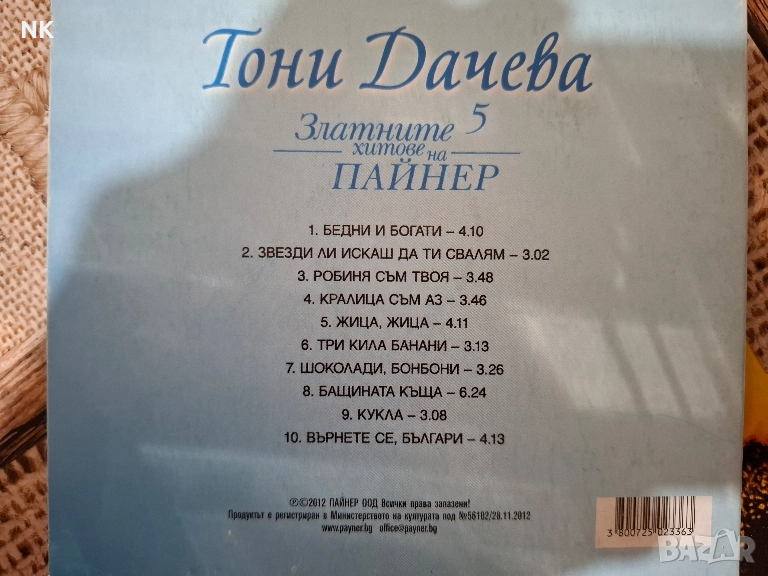 NK
Тони Дачева
Златните 5
хитове на
ПАЙНЕР
1. БЕДНИ И БОГАТИ – 4.10
2. ЗВЕЗДИ ЛИ ИСКАШ ДА ТИ СВАЛЯМ – 3.02
3. РОБИНЯ СЪМ ТВОЯ – 3.48
4. КРАЛИЦА СЪМ АЗ – 3.46
5. ЖИЦА, ЖИЦА – 4.11
6. ТРИ КИЛА БАНАНИ – 3.13
7. ШОКОЛАДИ, БОНБОНИ – 3.26
8. БАЩИНАТА КЪЩА – 6.24
9. КУКЛА – 3.08
10. ВЪРНЕТЕ СЕ, БЪЛГАРИ – 4.13
℗©2012 ПАЙНЕР ООД Всички права запазени!
Продуктът е регистриран в Министерството на културата под №56102/28.11.2012
www.payner.bg office@payner.bg
3 800725 023363
BAZAR